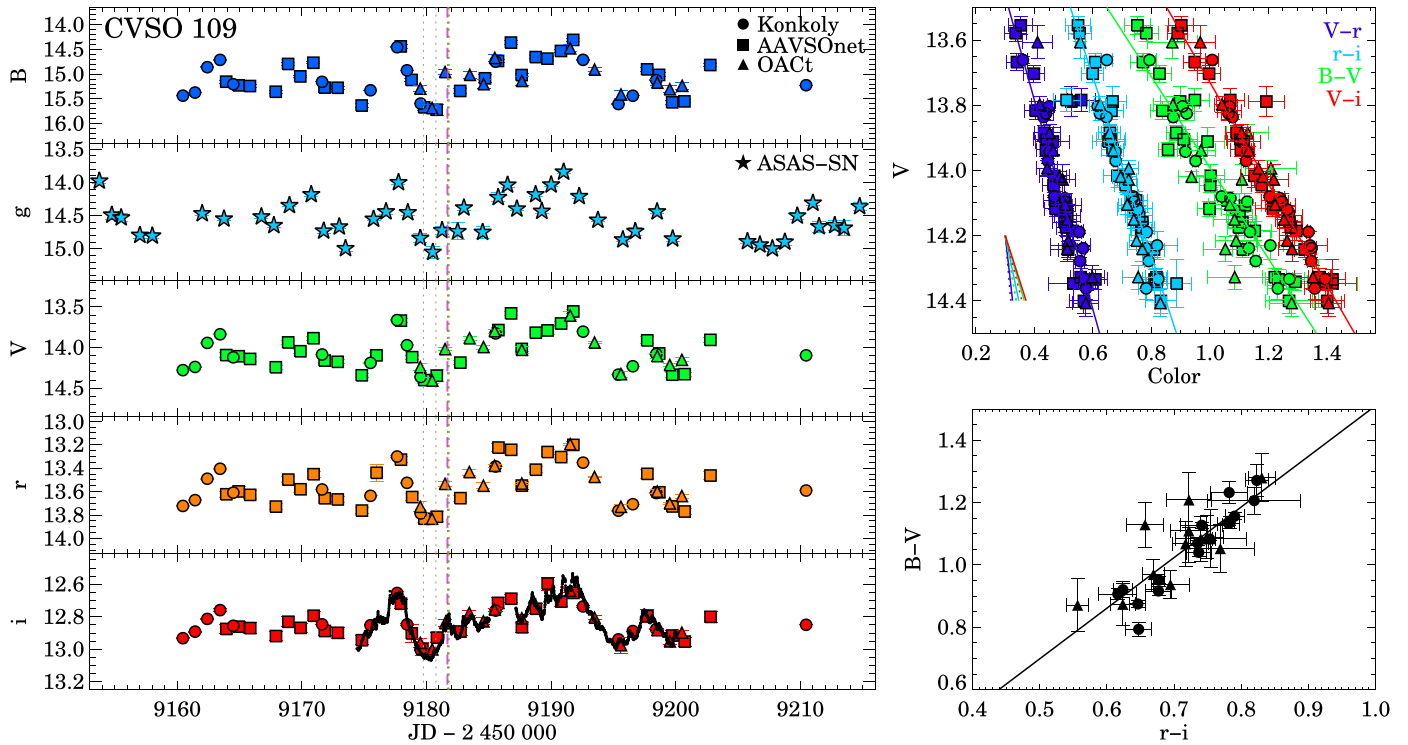 CVSO 109
Konkoly
AAVSOnet
OACt
B
14.0
14.5
15.0
15.5
16.0
ASAS-SN
g
13.5
14.0
14.5
15.0
V
13.5
14.0
14.5
r
13.0
13.2
13.4
13.6
13.8
14.0
i
12.6
12.8
13.0
13.2
9160 9170 9180 9190 9200 9210
JD - 2 450 000
V-r
r-i
B-V
V-i
V
13.6
13.8
14.0
14.2
14.4
0.2 0.4 0.6 0.8 1.0 1.2 1.4
Color
B-V
1.4
1.2
1.0
0.8
0.6
0.4 0.5 0.6 0.7 0.8 0.9 1.0
r-i